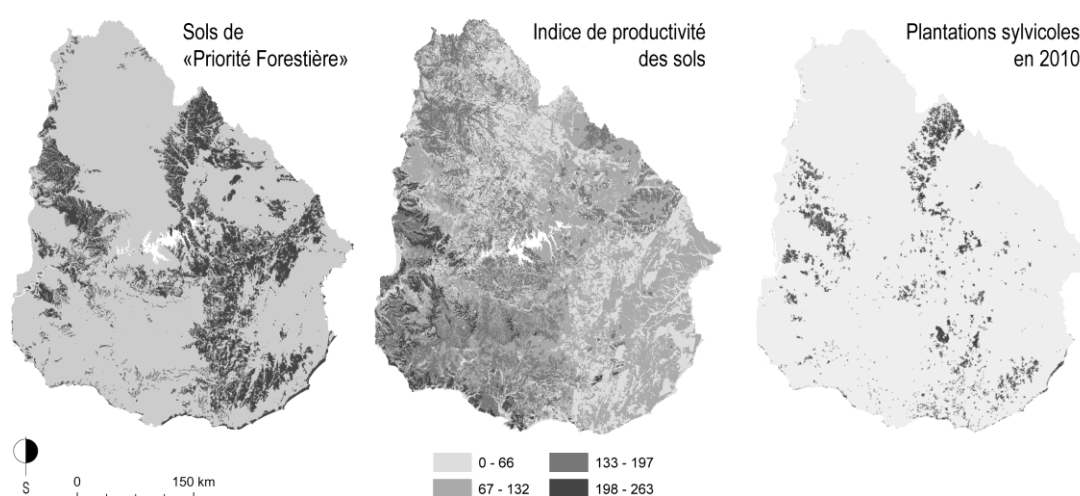 Sols de
«Priorité Forestière»
Indice de productivité
des sols
Plantations sylvicoles
en 2010
S
0 150 km
0 - 66
133 - 197
67 - 132
198 - 263